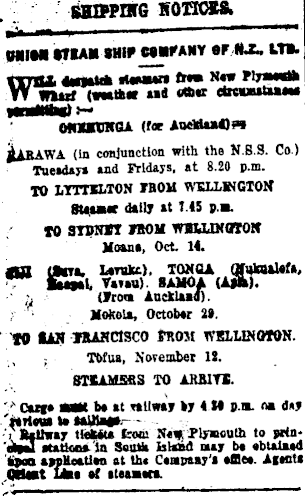 SHIPPING NOTICES.
UNION STEAM SHIP COMPANY OF N.Z., LTD.
WILL despatch steamers from New Plymouth
Wharf (weather and other circumstances
permitting) :—
ONEHUNGA (for Auckland)—
RARAWA (in conjunction with the N.S.S. Co.)
Tuesdays and Fridays, at 8.20 p.m.
TO LYTTELTON FROM WELLINGTON
Steamer daily at 7.45 p.m.
TO SYDNEY FROM WELLINGTON
Moana, Oct. 14.
FIJI (Suva, Levuka), TONGA (Nukualofa,
Haapai, Vavau). SAMOA (Apia).
(From Auckland).
Mokoia, October 29.
TO SAN FRANCISCO FROM WELLINGTON.
Tofua, November 12.
STEAMERS TO ARRIVE.
Cargo must be at railway by 4.30 p.m. on day
previous to sailings.
Railway tickets from New Plymouth to prin-
cipal stations in South Island may be obtained
upon application at the Company's office. Agents
Orient Line of steamers.